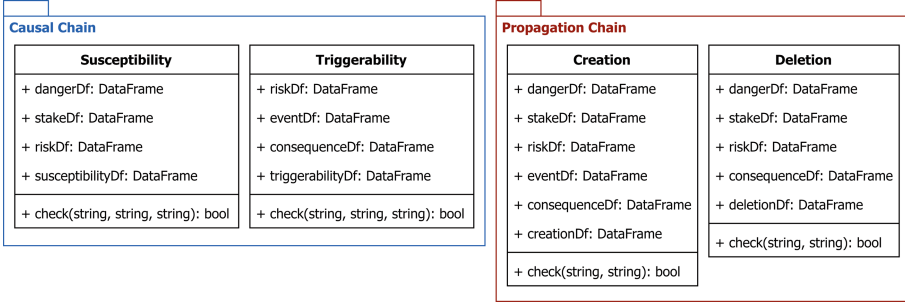 Causal Chain
Susceptibility
+ dangerDf: DataFrame
+ stakeDf: DataFrame
+ riskDf: DataFrame
+ susceptibilityDf: DataFrame
+ check(string, string, string): bool
Triggerability
+ riskDf: DataFrame
+ eventDf: DataFrame
+ consequenceDf: DataFrame
+ triggerabilityDf: DataFrame
+ check(string, string, string): bool
Propagation Chain
Creation
+ dangerDf: DataFrame
+ stakeDf: DataFrame
+ riskDf: DataFrame
+ eventDf: DataFrame
+ consequenceDf: DataFrame
+ creationDf: DataFrame
+ check(string, string): bool
Deletion
+ dangerDf: DataFrame
+ stakeDf: DataFrame
+ riskDf: DataFrame
+ consequenceDf: DataFrame
+ deletionDf: DataFrame
+ check(string, string): bool